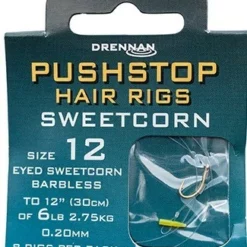 DRENNAN
PUSHSTOP
HAIR RIGS
SWEETCORN
SIZE 12
EYED SWEETCORN
BARBLESS
TO 12" (30CM)
OF 6LB 2.75KG
0.20MM